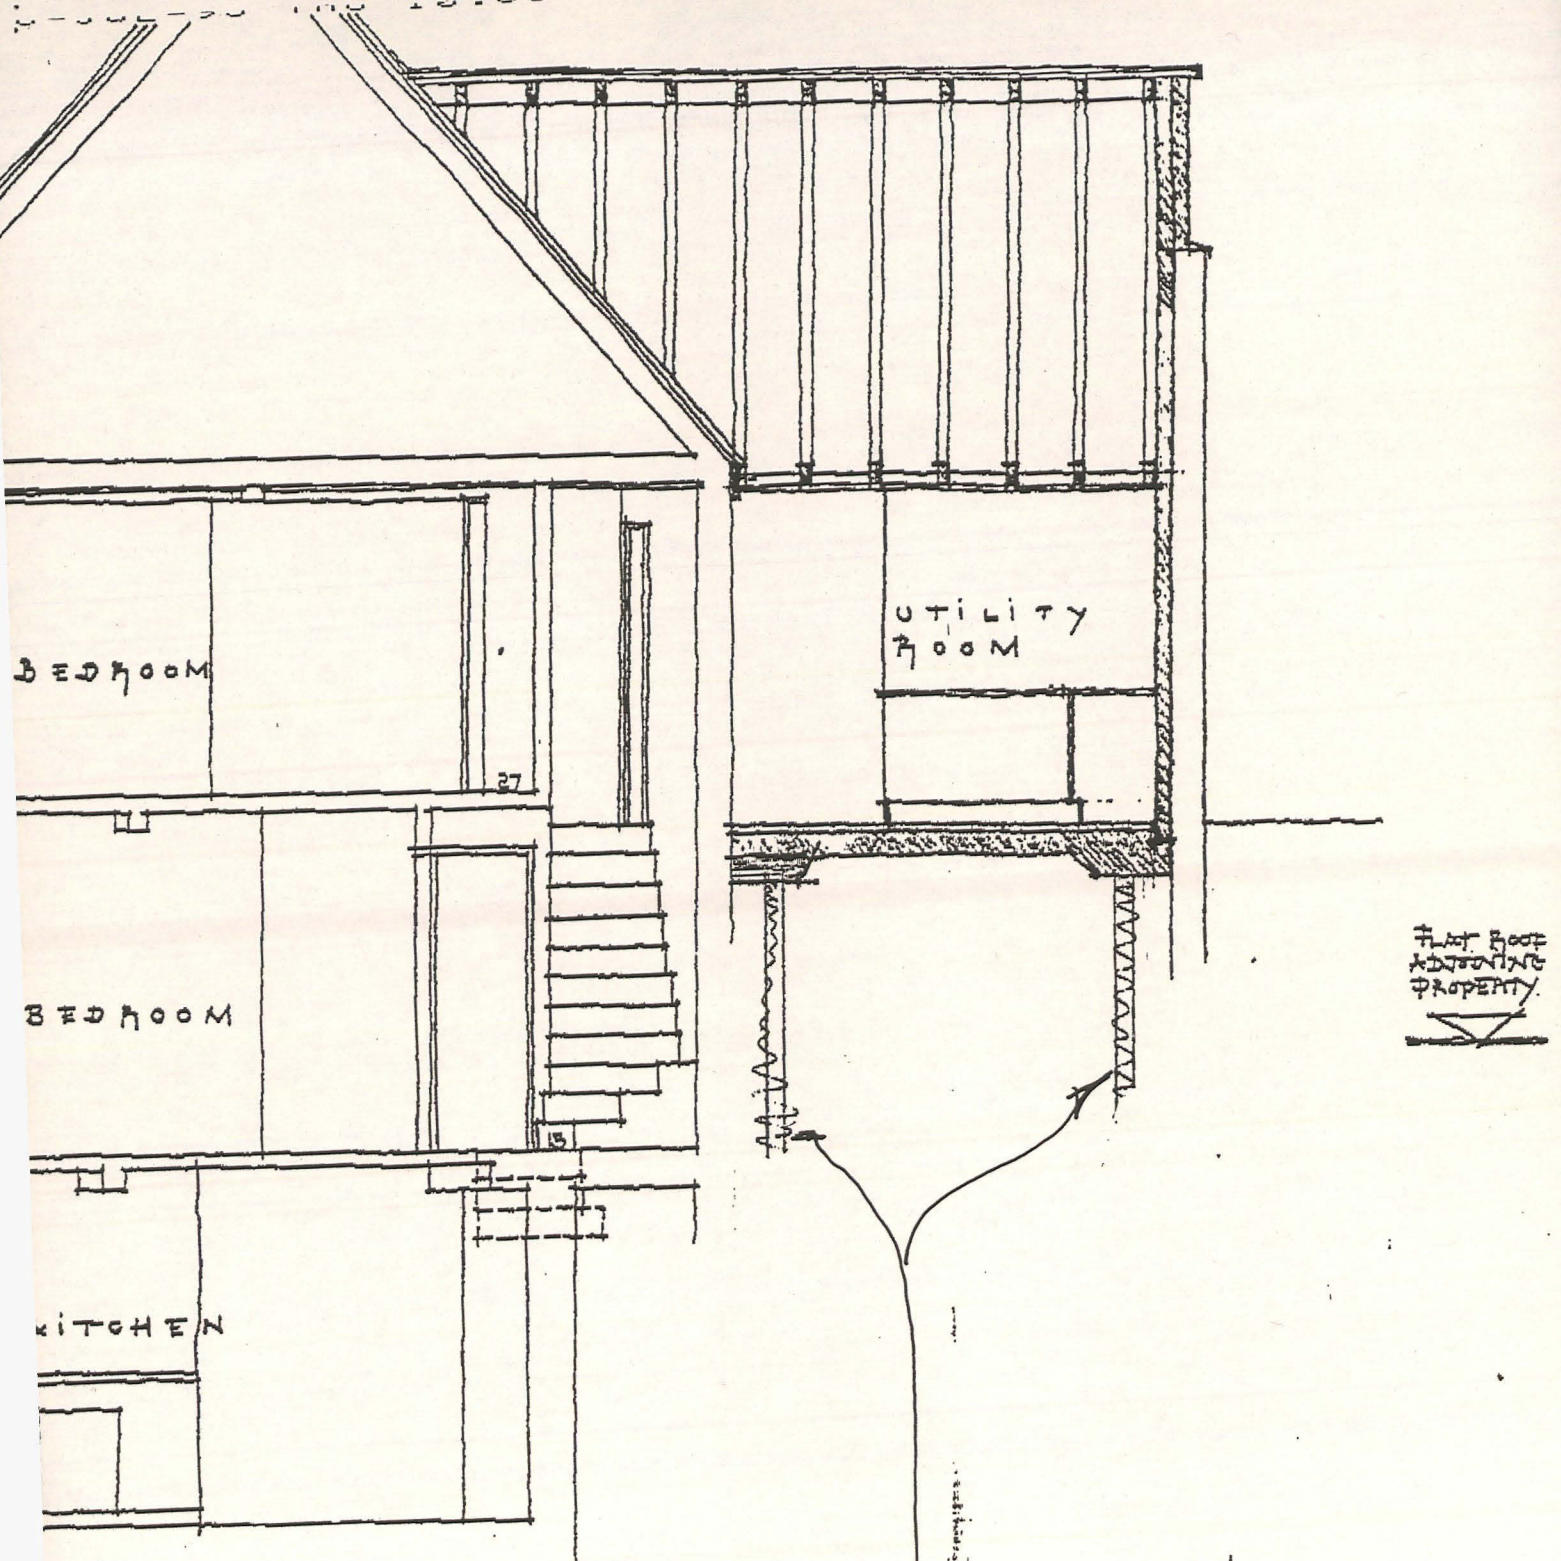 UTILITY
ROOM
BEDROOM
27
FLAT ROOF
ADJOINING
PROPERTY.
BEDROOM
13
KITCHEN